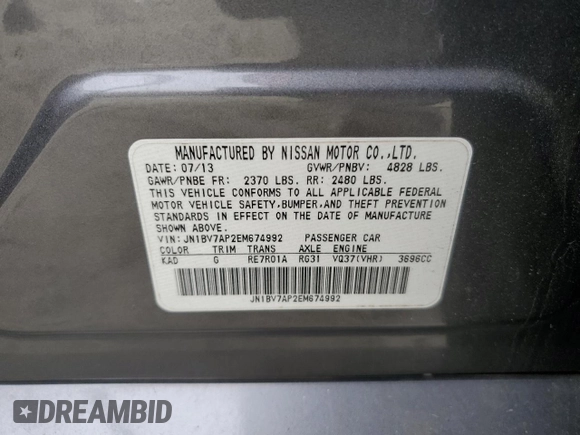 MANUFACTURED BY NISSAN MOTOR CO.,LTD.
DATE: 07/13 GVWR/PNBV: 4828 LBS.
GAWR/PNBE FR: 2370 LBS. RR: 2480 LBS.
THIS VEHICLE CONFORMS TO ALL APPLICABLE FEDERAL
MOTOR VEHICLE SAFETY,BUMPER,AND THEFT PREVENTION
STANDARDS IN EFFECT ON THE DATE OF MANUFACTURE
SHOWN ABOVE.
VIN: JN1BV7AP2EM674992 PASSENGER CAR
COLOR TRIM TRANS AXLE ENGINE
KAD G RE7R01A RG31 VQ37(VHR) 3696CC
JN1BV7AP2EM674992
DREAMBID